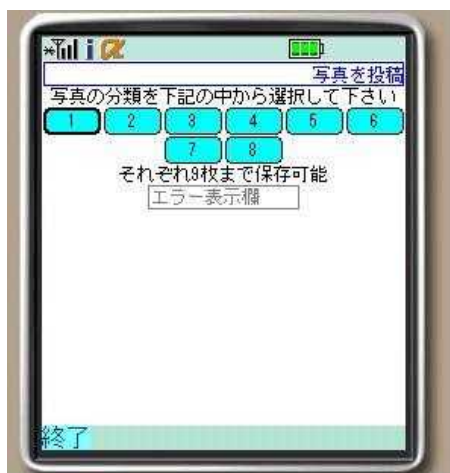 i α
写真を投稿
写真の分類を下記の中から選択して下さい
1 2 3 4 5 6
7 8
それぞれ9枚まで保存可能
エラー表示欄
終了